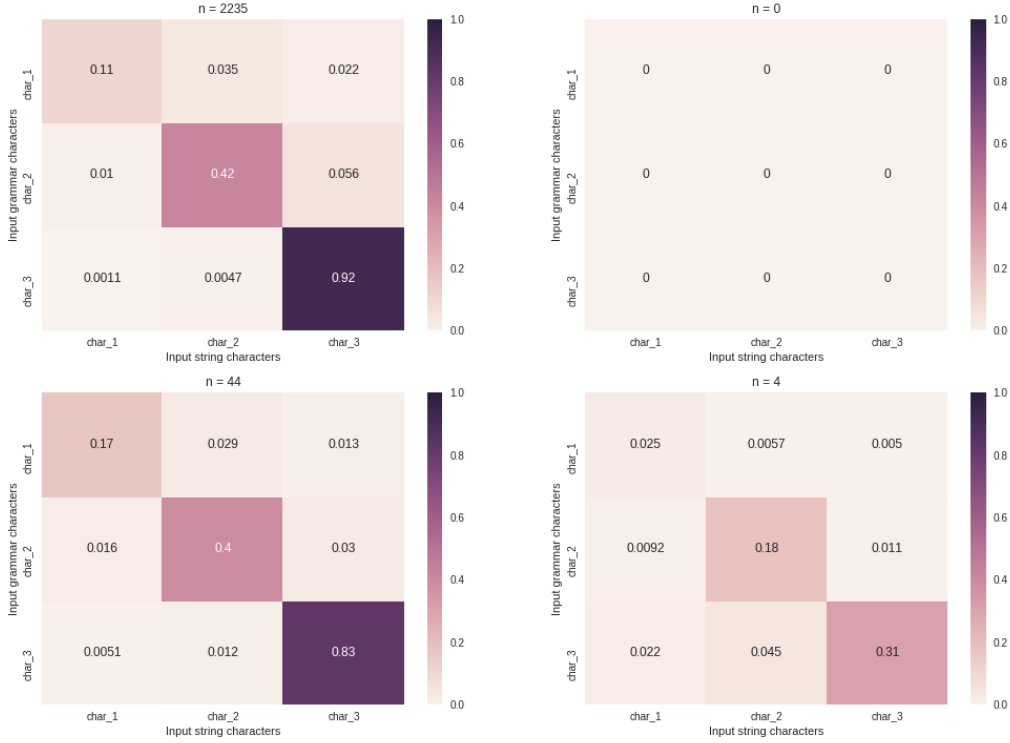 n = 2235
Input grammar characters
char_1
char_2
char_3
0.11 0.035 0.022
0.01 0.42 0.056
0.0011 0.0047 0.92
char_1 char_2 char_3
Input string characters
1.0
0.8
0.6
0.4
0.2
0.0
n = 0
Input grammar characters
char_1
char_2
char_3
0 0 0
0 0 0
0 0 0
char_1 char_2 char_3
Input string characters
1.0
0.8
0.6
0.4
0.2
0.0
n = 44
Input grammar characters
char_1
char_2
char_3
0.17 0.029 0.013
0.016 0.4 0.03
0.0051 0.012 0.83
char_1 char_2 char_3
Input string characters
1.0
0.8
0.6
0.4
0.2
0.0
n = 4
Input grammar characters
char_1
char_2
char_3
0.025 0.0057 0.005
0.0092 0.18 0.011
0.022 0.045 0.31
char_1 char_2 char_3
Input string characters
1.0
0.8
0.6
0.4
0.2
0.0